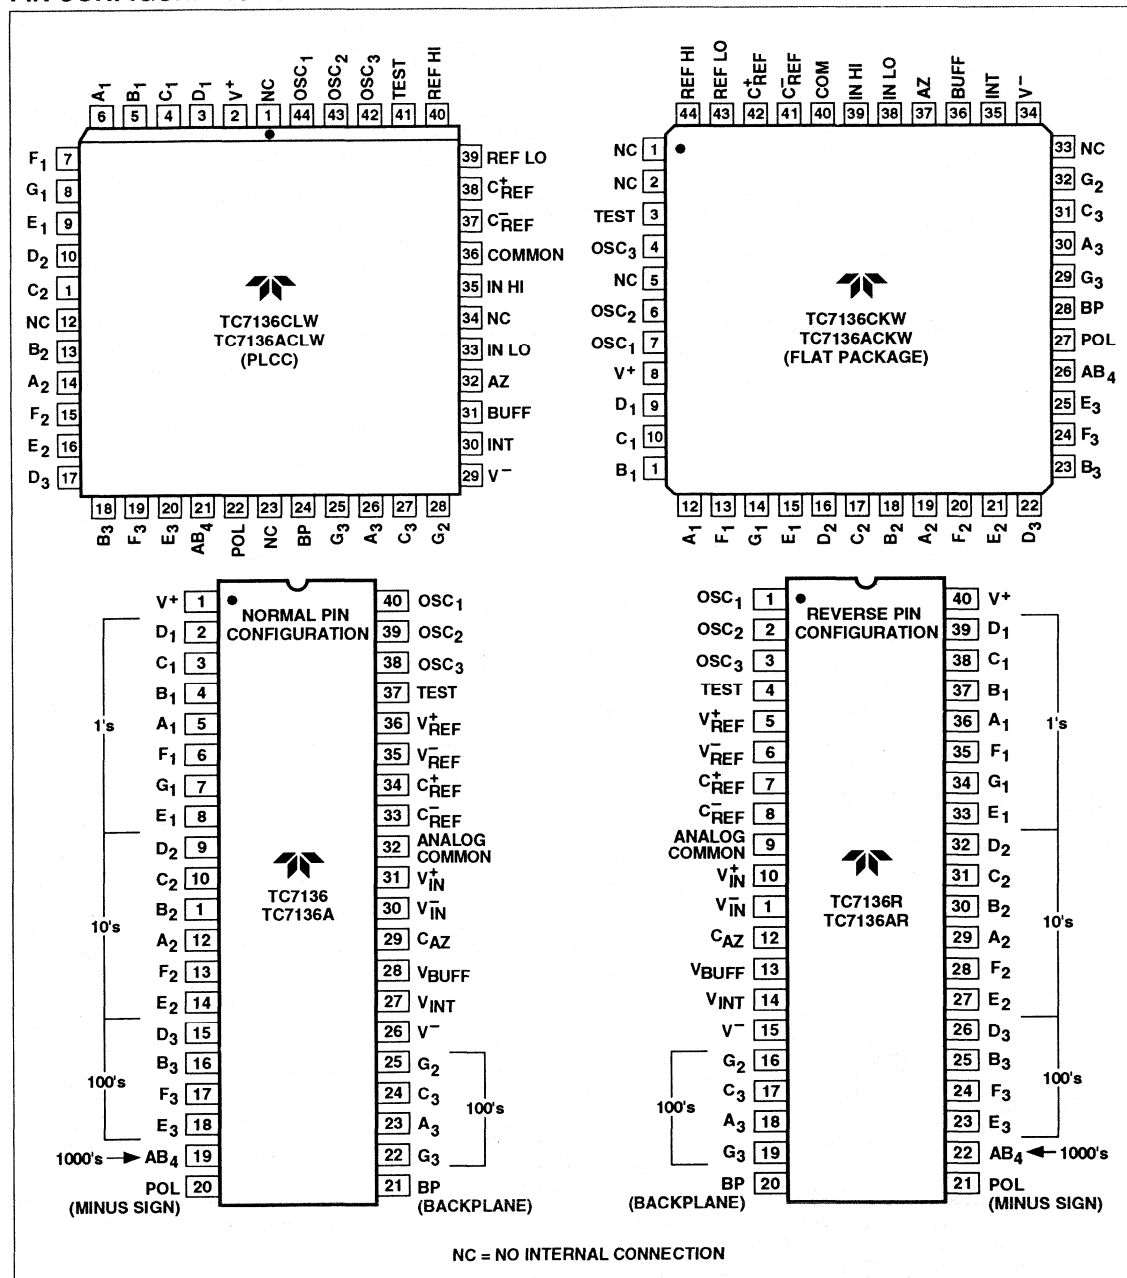 A1 B1 C1 D1 V+ NC OSC1 OSC2 OSC3 TEST REF HI
6 5 4 3 2 1 44 43 42 41 40
F1 7
G1 8
E1 9
D2 10
C2 1
NC 12
B2 13
A2 14
F2 15
E2 16
D3 17
TC7136CLW
TC7136ACLW
(PLCC)
39 REF LO
38 C+REF
37 C−REF
36 COMMON
35 IN HI
34 NC
33 IN LO
32 AZ
31 BUFF
30 INT
29 V−
18 19 20 21 22 23 24 25 26 27 28
B3 F3 E3 AB4 POL NC BP G3 A3 C3 G2
REF HI REF LO C+REF C−REF COM IN HI IN LO AZ BUFF INT V−
44 43 42 41 40 39 38 37 36 35 34
NC 1
NC 2
TEST 3
OSC3 4
NC 5
OSC2 6
OSC1 7
V+ 8
D1 9
C1 10
B1 1
TC7136CKW
TC7136ACKW
(FLAT PACKAGE)
33 NC
32 G2
31 C3
30 A3
29 G3
28 BP
27 POL
26 AB4
25 E3
24 F3
23 B3
12 13 14 15 16 17 18 19 20 21 22
A1 F1 G1 E1 D2 C2 B2 A2 F2 E2 D3
NORMAL PIN
CONFIGURATION
V+ 1
D1 2
C1 3
B1 4
A1 5
F1 6
G1 7
E1 8
D2 9
C2 10
B2 1
A2 12
F2 13
E2 14
D3 15
B3 16
F3 17
E3 18
AB4 19
POL 20
(MINUS SIGN)
1's
10's
100's
1000's
TC7136
TC7136A
40 OSC1
39 OSC2
38 OSC3
37 TEST
36 V+REF
35 V−REF
34 C+REF
33 C−REF
32 ANALOG
COMMON
31 V+IN
30 V−IN
29 CAZ
28 VBUFF
27 VINT
26 V−
25 G2
24 C3
23 A3
22 G3
21 BP
(BACKPLANE)
100's
REVERSE PIN
CONFIGURATION
OSC1 1
OSC2 2
OSC3 3
TEST 4
V+REF 5
V−REF 6
C+REF 7
C−REF 8
ANALOG
COMMON 9
V+IN 10
V−IN 1
CAZ 12
VBUFF 13
VINT 14
V− 15
G2 16
C3 17
A3 18
G3 19
BP 20
(BACKPLANE)
100's
TC7136R
TC7136AR
40 V+
39 D1
38 C1
37 B1
36 A1
35 F1
34 G1
33 E1
32 D2
31 C2
30 B2
29 A2
28 F2
27 E2
26 D3
25 B3
24 F3
23 E3
22 AB4
21 POL
(MINUS SIGN)
1's
10's
100's
1000's
NC = NO INTERNAL CONNECTION